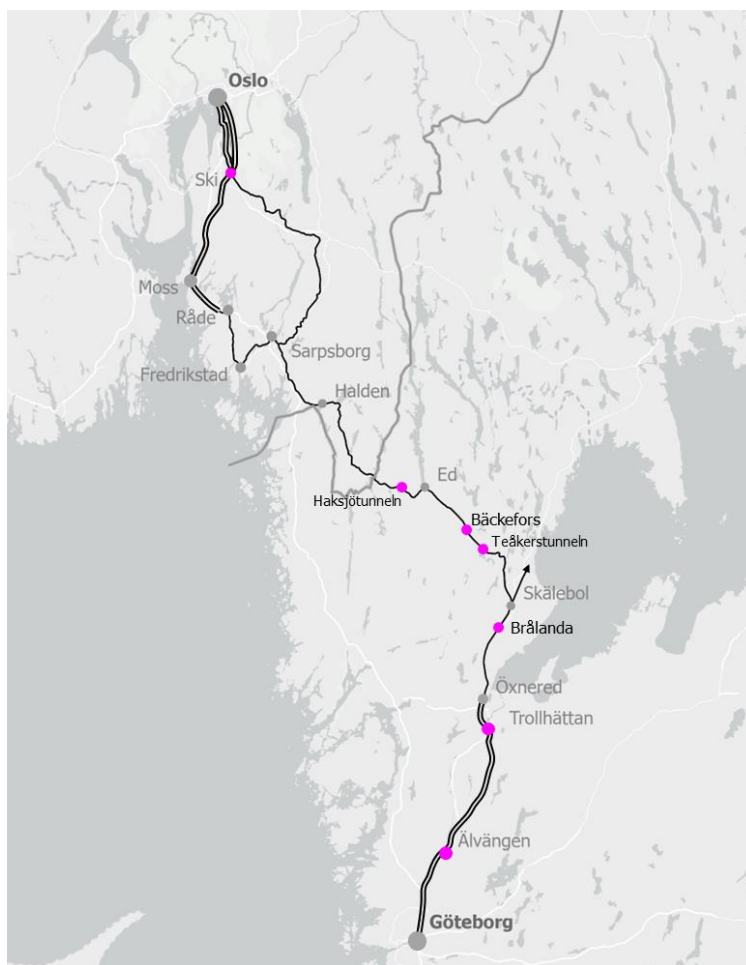 Oslo
Ski
Moss
Råde
Sarpsborg
Fredrikstad
Halden
Ed
Haksjötunneln
Bäckefors
Teåkerstunneln
Skälebol
Brålanda
Öxnered
Trollhättan
Älvängen
Göteborg